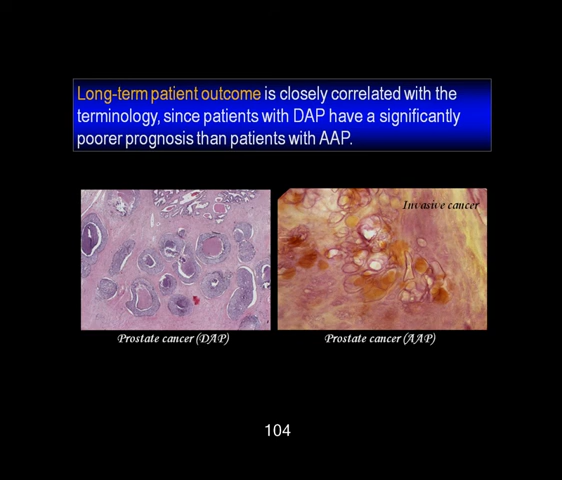 Long-term patient outcome is closely correlated with the
terminology, since patients with DAP have a significantly
poorer prognosis than patients with AAP.
Invasive cancer
Prostate cancer (DAP)
Prostate cancer (AAP)
104